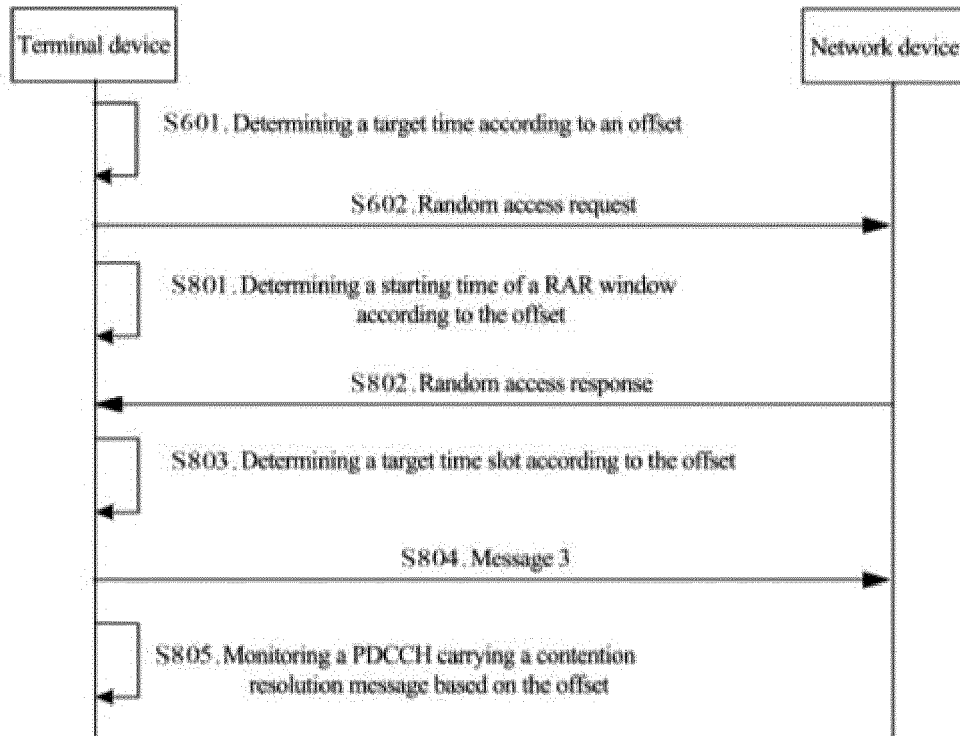 Terminal device
Network device
S601. Determining a target time according to an offset
S602. Random access request
S801. Determining a starting time of a RAR window
according to the offset
S802. Random access response
S803. Determining a target time slot according to the offset
S804. Message 3
S805. Monitoring a PDCCH carrying a contention
resolution message based on the offset